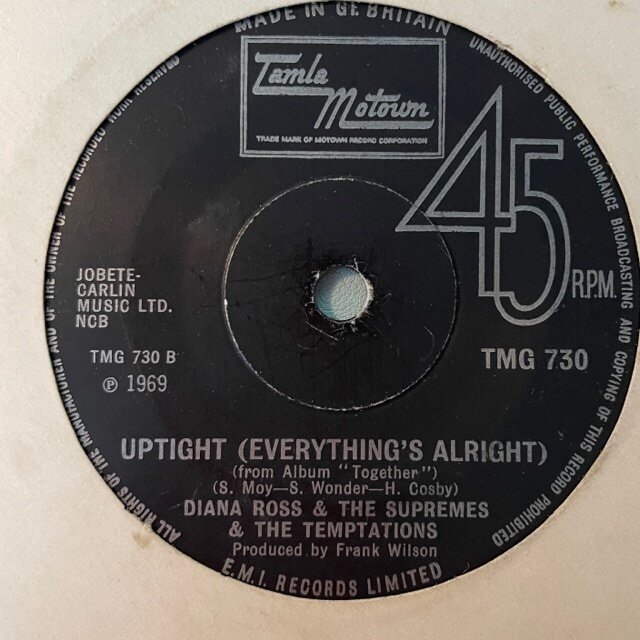 MADE IN GT. BRITAIN
Tamla
Motown
TRADE MARK OF MOTOWN RECORD CORPORATION
45
R.P.M.
JOBETE-
CARLIN
MUSIC LTD.
NCB
TMG 730 B
℗ 1969
TMG 730
UPTIGHT (EVERYTHING'S ALRIGHT)
(from Album "Together")
(S. Moy—S. Wonder—H. Cosby)
DIANA ROSS & THE SUPREMES
& THE TEMPTATIONS
Produced by Frank Wilson
E.M.I. RECORDS LIMITED
ALL RIGHTS OF THE MANUFACTURER AND OF THE OWNER OF THE RECORDED WORK RESERVED
UNAUTHORISED PUBLIC PERFORMANCE BROADCASTING AND COPYING OF THIS RECORD PROHIBITED